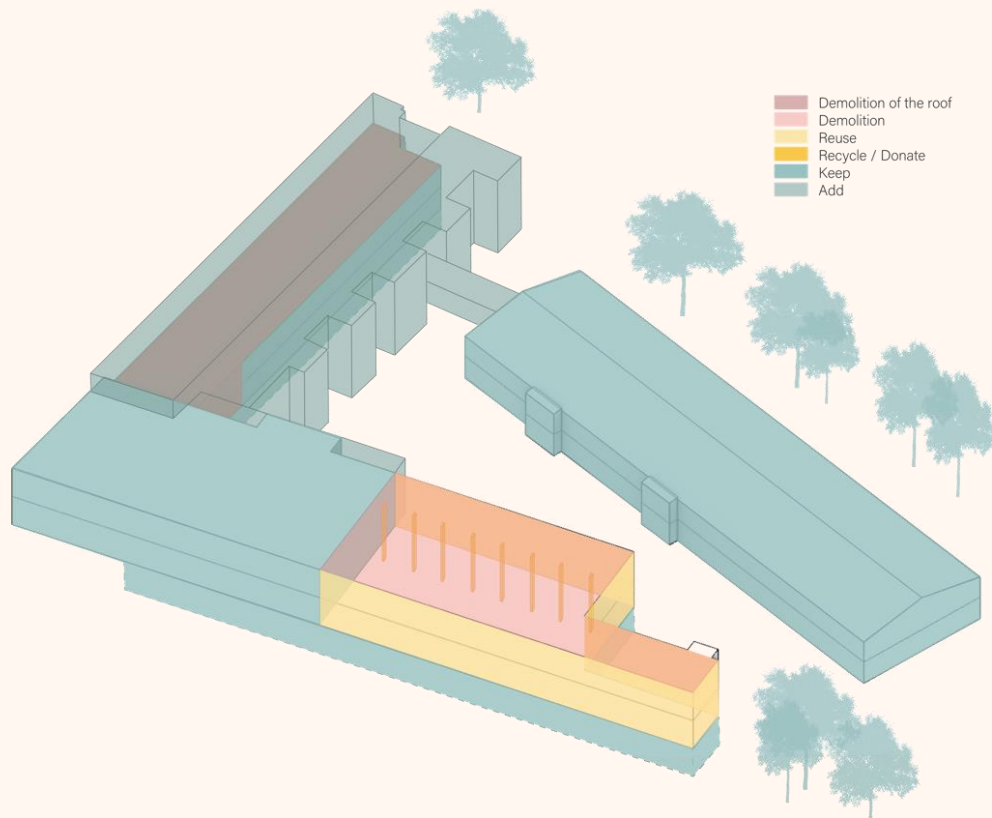 Demolition of the roof
Demolition
Reuse
Recycle / Donate
Keep
Add